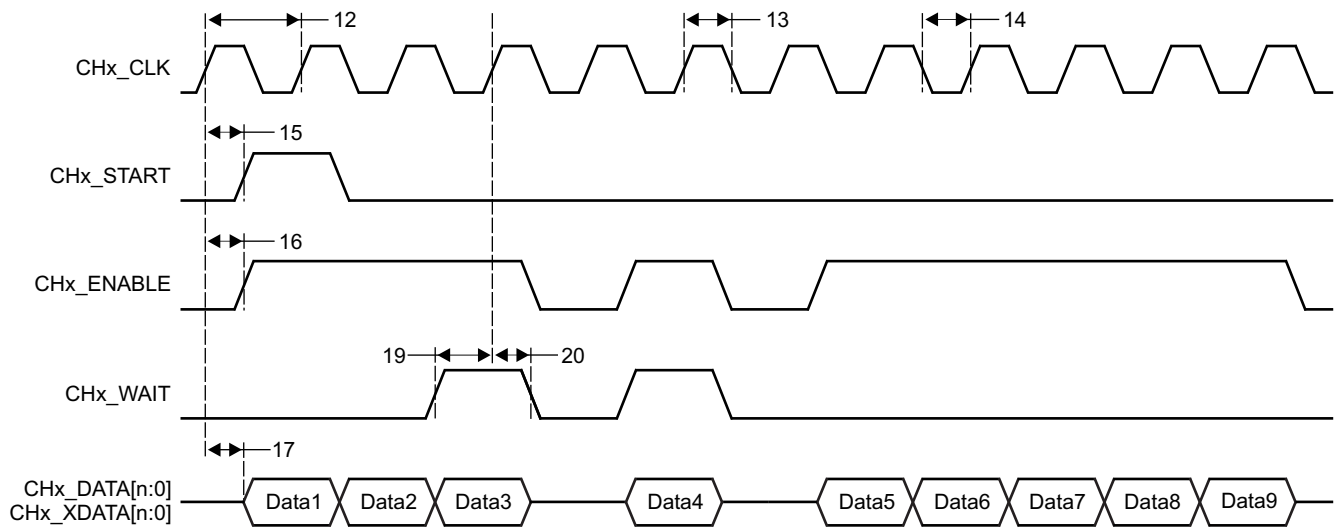 12
13
14
CHx_CLK
15
CHx_START
16
CHx_ENABLE
19
20
CHx_WAIT
17
CHx_DATA[n:0]
CHx_XDATA[n:0]
Data1 Data2 Data3 Data4 Data5 Data6 Data7 Data8 Data9